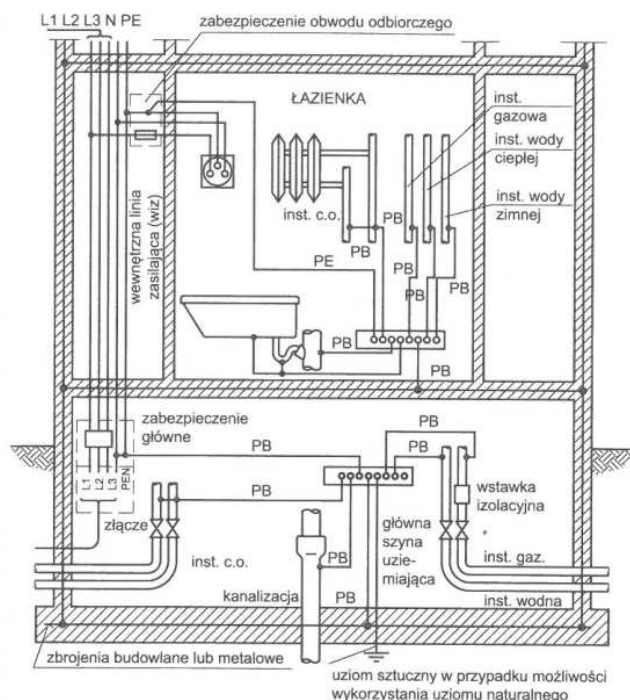 L1 L2 L3 N PE
zabezpieczenie obwodu odbiorczego
ŁAZIENKA
inst.
gazowa
inst. wody
ciepłej
inst. wody
zimnej
inst. c.o.
PB
PB
PB
PB
PE
wewnętrzna linia
zasilająca (wlz)
PB
PB
zabezpieczenie
główne
PB
PB
PB
L1
L2
L3
PEN
PB
złącze
wstawka
izolacyjna
główna
szyna
uzie-
miająca
inst. c.o.
PB
inst. gaz.
kanalizacja
PB
inst. wodna
zbrojenia budowlane lub metalowe
uziom sztuczny w przypadku możliwości
wykorzystania uziomu naturalnego